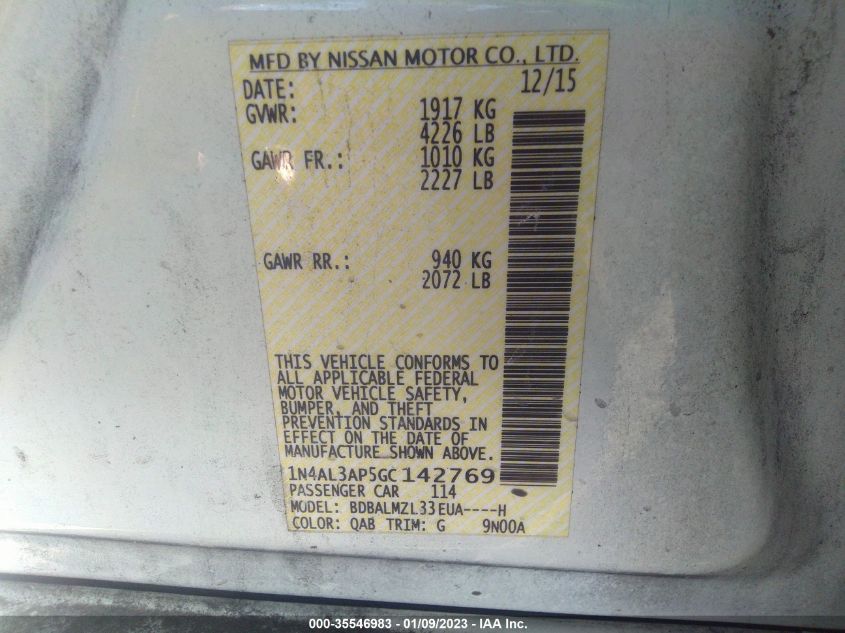 MFD BY NISSAN MOTOR CO., LTD.
DATE: 12/15
GVWR: 1917 KG
4226 LB
GAWR FR.: 1010 KG
2227 LB
GAWR RR.: 940 KG
2072 LB
THIS VEHICLE CONFORMS TO
ALL APPLICABLE FEDERAL
MOTOR VEHICLE SAFETY,
BUMPER, AND THEFT
PREVENTION STANDARDS IN
EFFECT ON THE DATE OF
MANUFACTURE SHOWN ABOVE.
1N4AL3AP5GC142769
PASSENGER CAR 114
MODEL: BDBALMZL33EUA----H
COLOR: QAB TRIM: G 9N00A
000-35546983 - 01/09/2023 - IAA Inc.